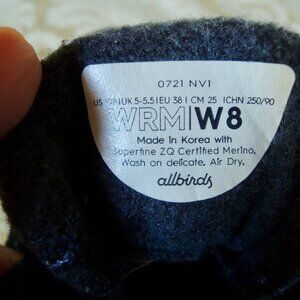 0721 NV1
US W8 | UK 5-5.5 | EU 38 | CM 25 | CHN 250/90
WRM|W8
Made in Korea with
Superfine ZQ Certified Merino.
Wash on delicate, Air Dry.
allbirds